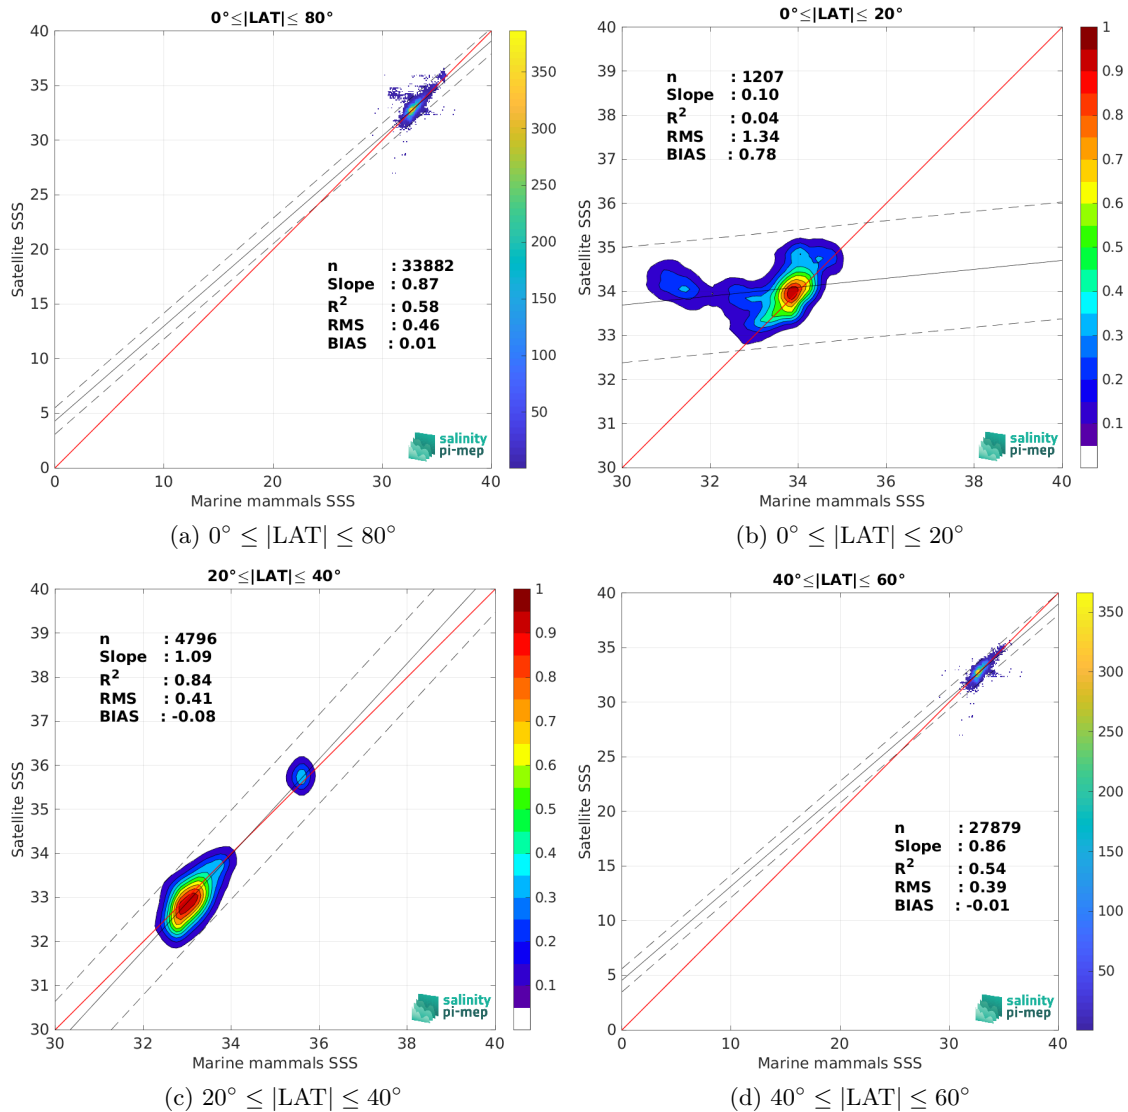 0°≤|LAT|≤ 80°
40
35
30
25
20
15
10
5
0
Satellite SSS
n : 33882
Slope : 0.87
R² : 0.58
RMS : 0.46
BIAS : 0.01
salinity
pi-mep
0 10 20 30 40
Marine mammals SSS
350
300
250
200
150
100
50
(a) 0° ≤ |LAT| ≤ 80°
0°≤|LAT|≤ 20°
40
39
38
37
36
35
34
33
32
31
30
Satellite SSS
n : 1207
Slope : 0.10
R² : 0.04
RMS : 1.34
BIAS : 0.78
salinity
pi-mep
30 32 34 36 38 40
Marine mammals SSS
1
0.9
0.8
0.7
0.6
0.5
0.4
0.3
0.2
0.1
(b) 0° ≤ |LAT| ≤ 20°
20°≤|LAT|≤ 40°
40
39
38
37
36
35
34
33
32
31
30
Satellite SSS
n : 4796
Slope : 1.09
R² : 0.84
RMS : 0.41
BIAS : -0.08
salinity
pi-mep
30 32 34 36 38 40
Marine mammals SSS
1
0.9
0.8
0.7
0.6
0.5
0.4
0.3
0.2
0.1
(c) 20° ≤ |LAT| ≤ 40°
40°≤|LAT|≤ 60°
40
35
30
25
20
15
10
5
0
Satellite SSS
n : 27879
Slope : 0.86
R² : 0.54
RMS : 0.39
BIAS : -0.01
salinity
pi-mep
0 10 20 30 40
Marine mammals SSS
350
300
250
200
150
100
50
(d) 40° ≤ |LAT| ≤ 60°